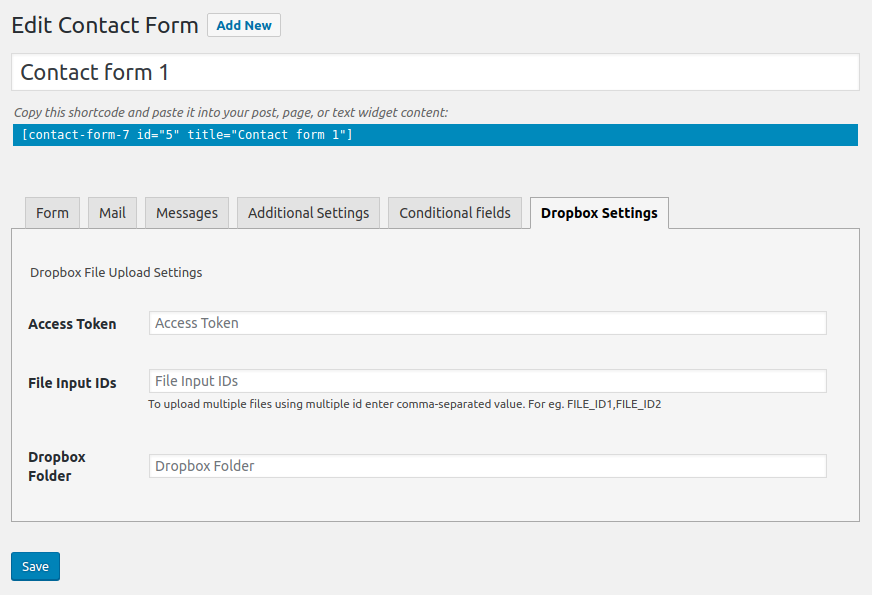 Edit Contact Form Add New
Contact form 1
Copy this shortcode and paste it into your post, page, or text widget content:
[contact-form-7 id="5" title="Contact form 1"]
Form Mail Messages Additional Settings Conditional fields Dropbox Settings
Dropbox File Upload Settings
Access Token Access Token
File Input IDs File Input IDs
To upload multiple files using multiple id enter comma-separated value. For eg. FILE_ID1,FILE_ID2
Dropbox
Folder
Dropbox Folder
Save